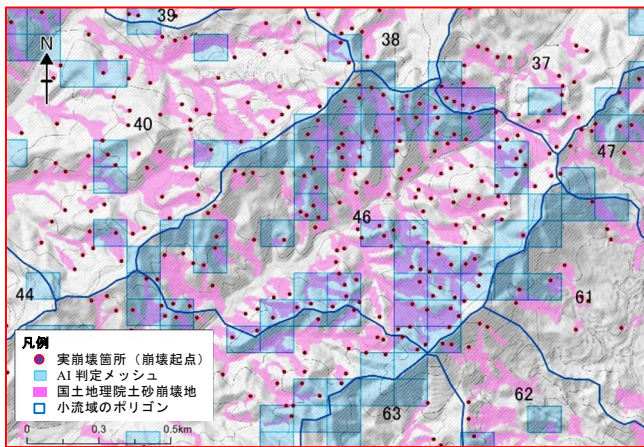 39
38
37
N
40
47
46
44
61
凡例
実崩壊箇所（崩壊起点）
AI 判定メッシュ
国土地理院土砂崩壊地
小流域のポリゴン
62
63
0 0.3 0.5km